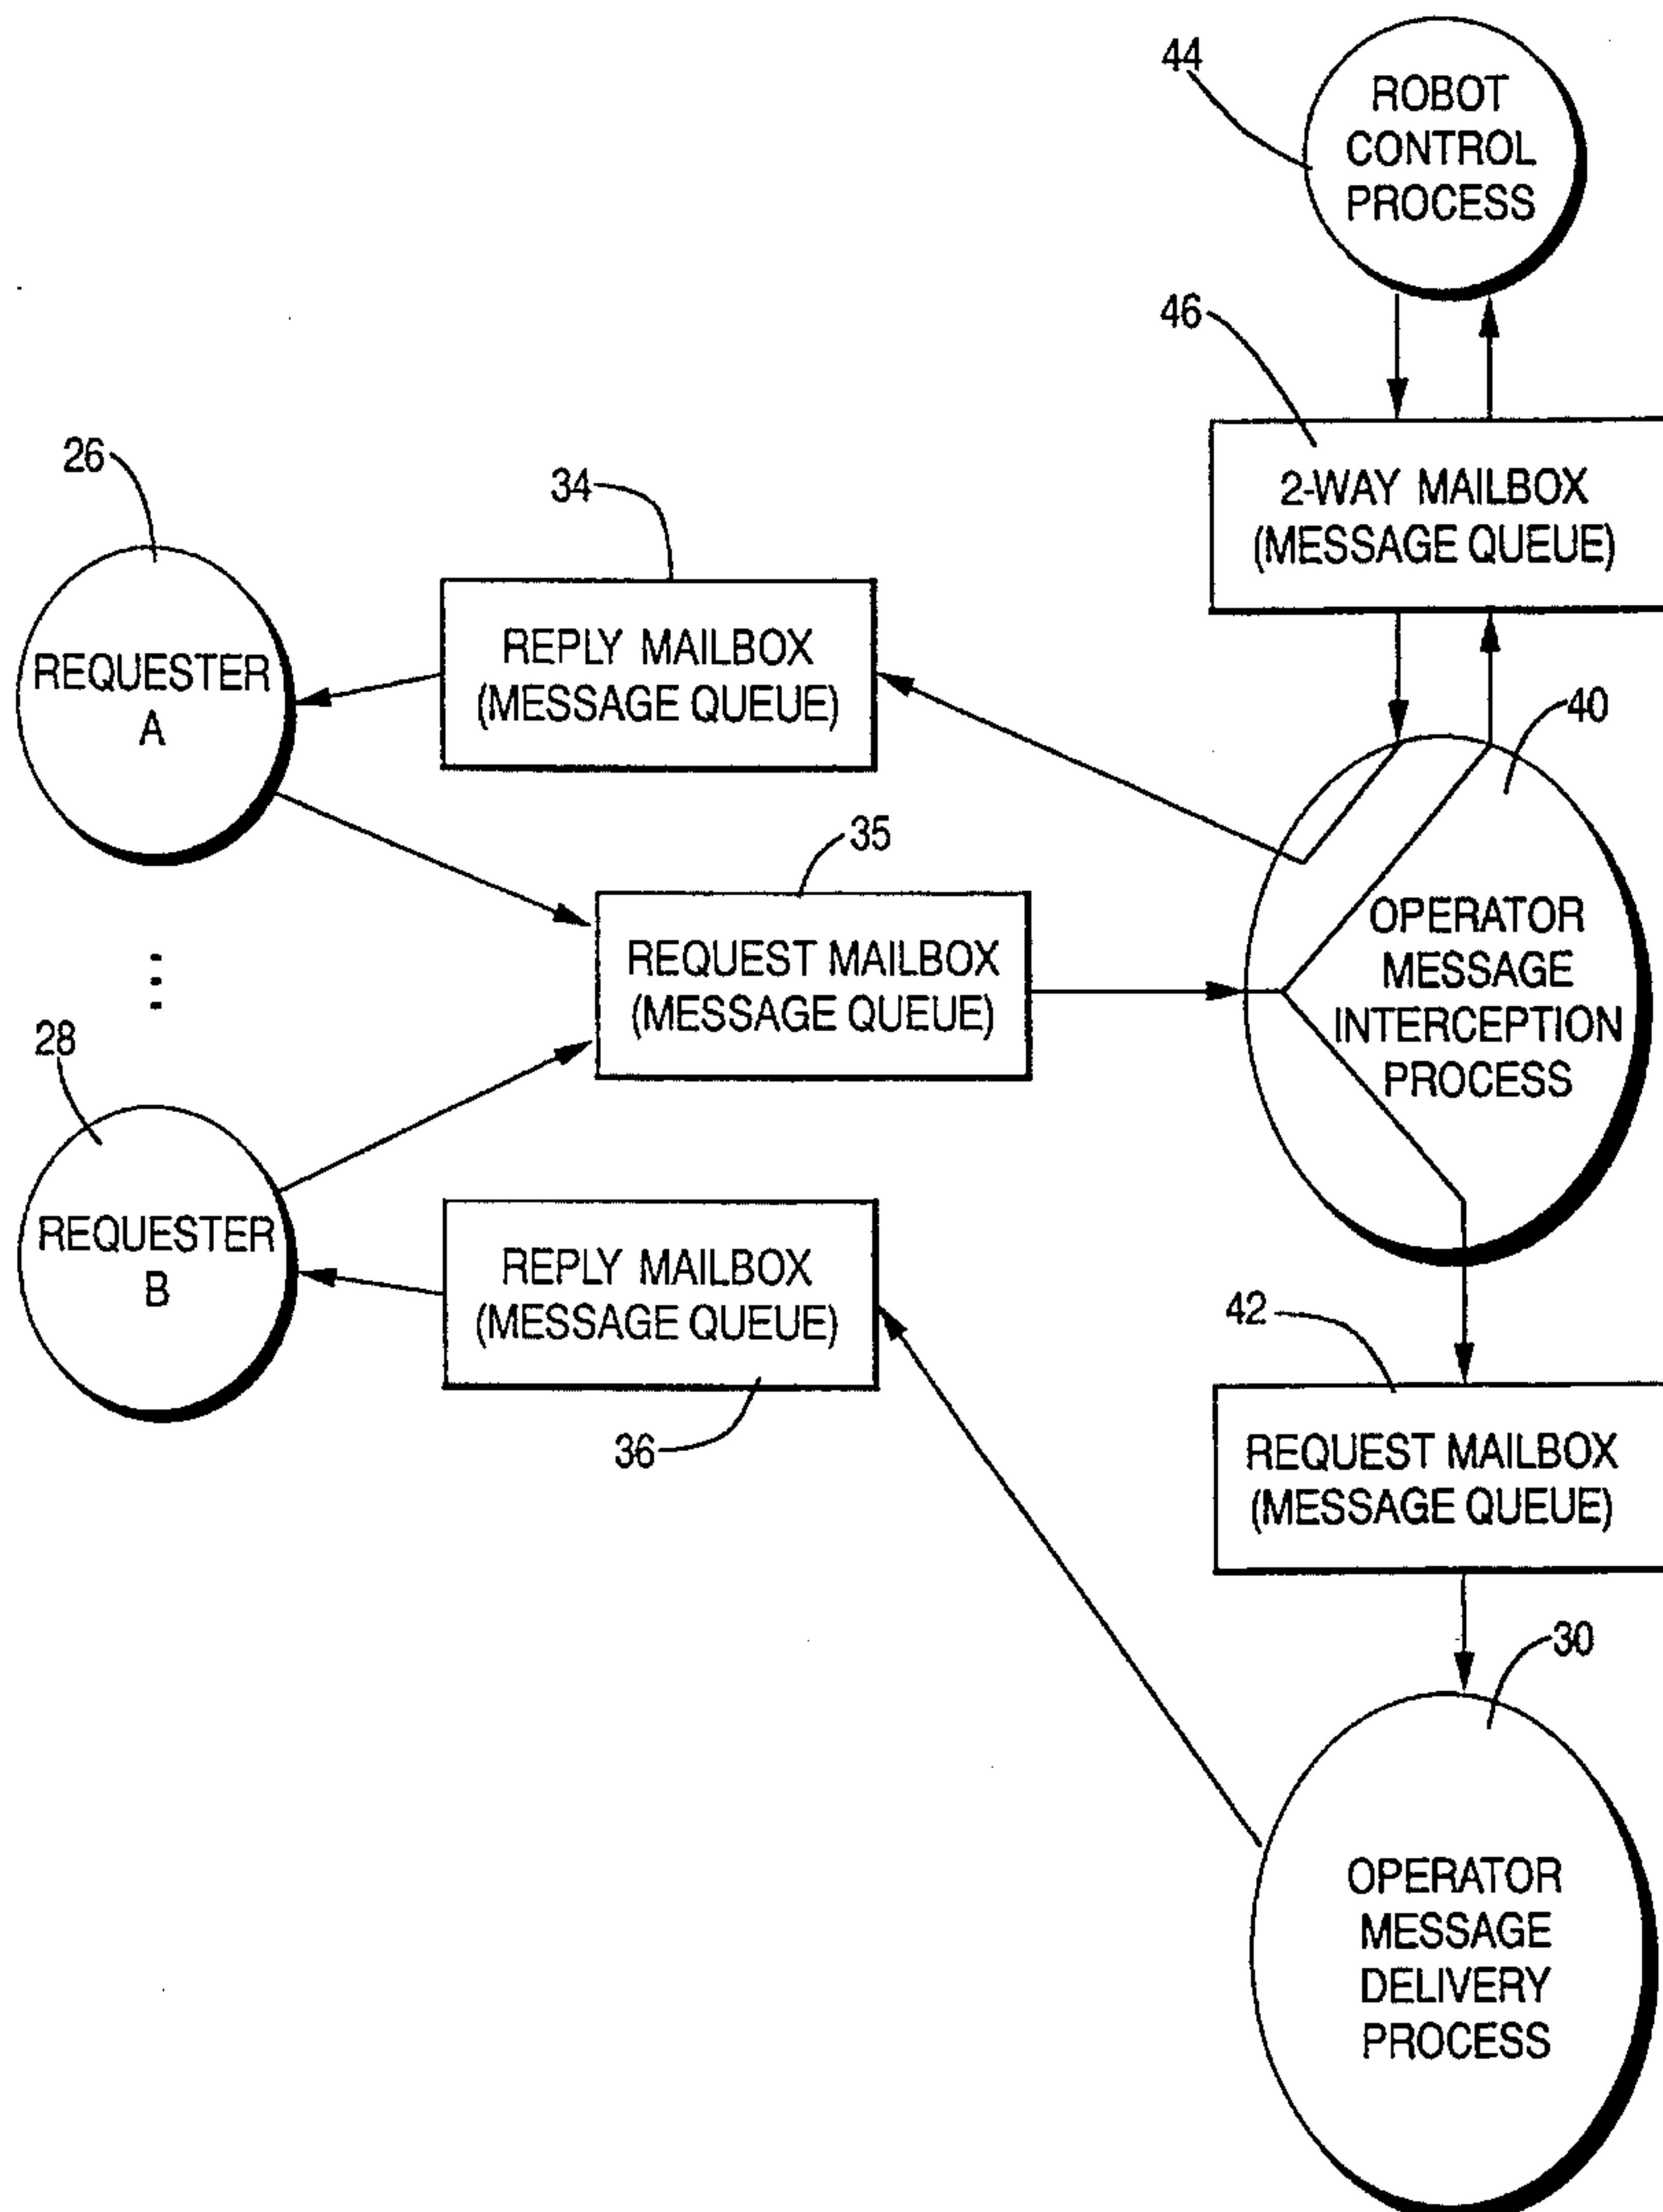 44
ROBOT
CONTROL
PROCESS
46
2-WAY MAILBOX
(MESSAGE QUEUE)
26
REQUESTER
A
34
REPLY MAILBOX
(MESSAGE QUEUE)
40
OPERATOR
MESSAGE
INTERCEPTION
PROCESS
35
REQUEST MAILBOX
(MESSAGE QUEUE)
28
REQUESTER
B
REPLY MAILBOX
(MESSAGE QUEUE)
36
42
REQUEST MAILBOX
(MESSAGE QUEUE)
30
OPERATOR
MESSAGE
DELIVERY
PROCESS